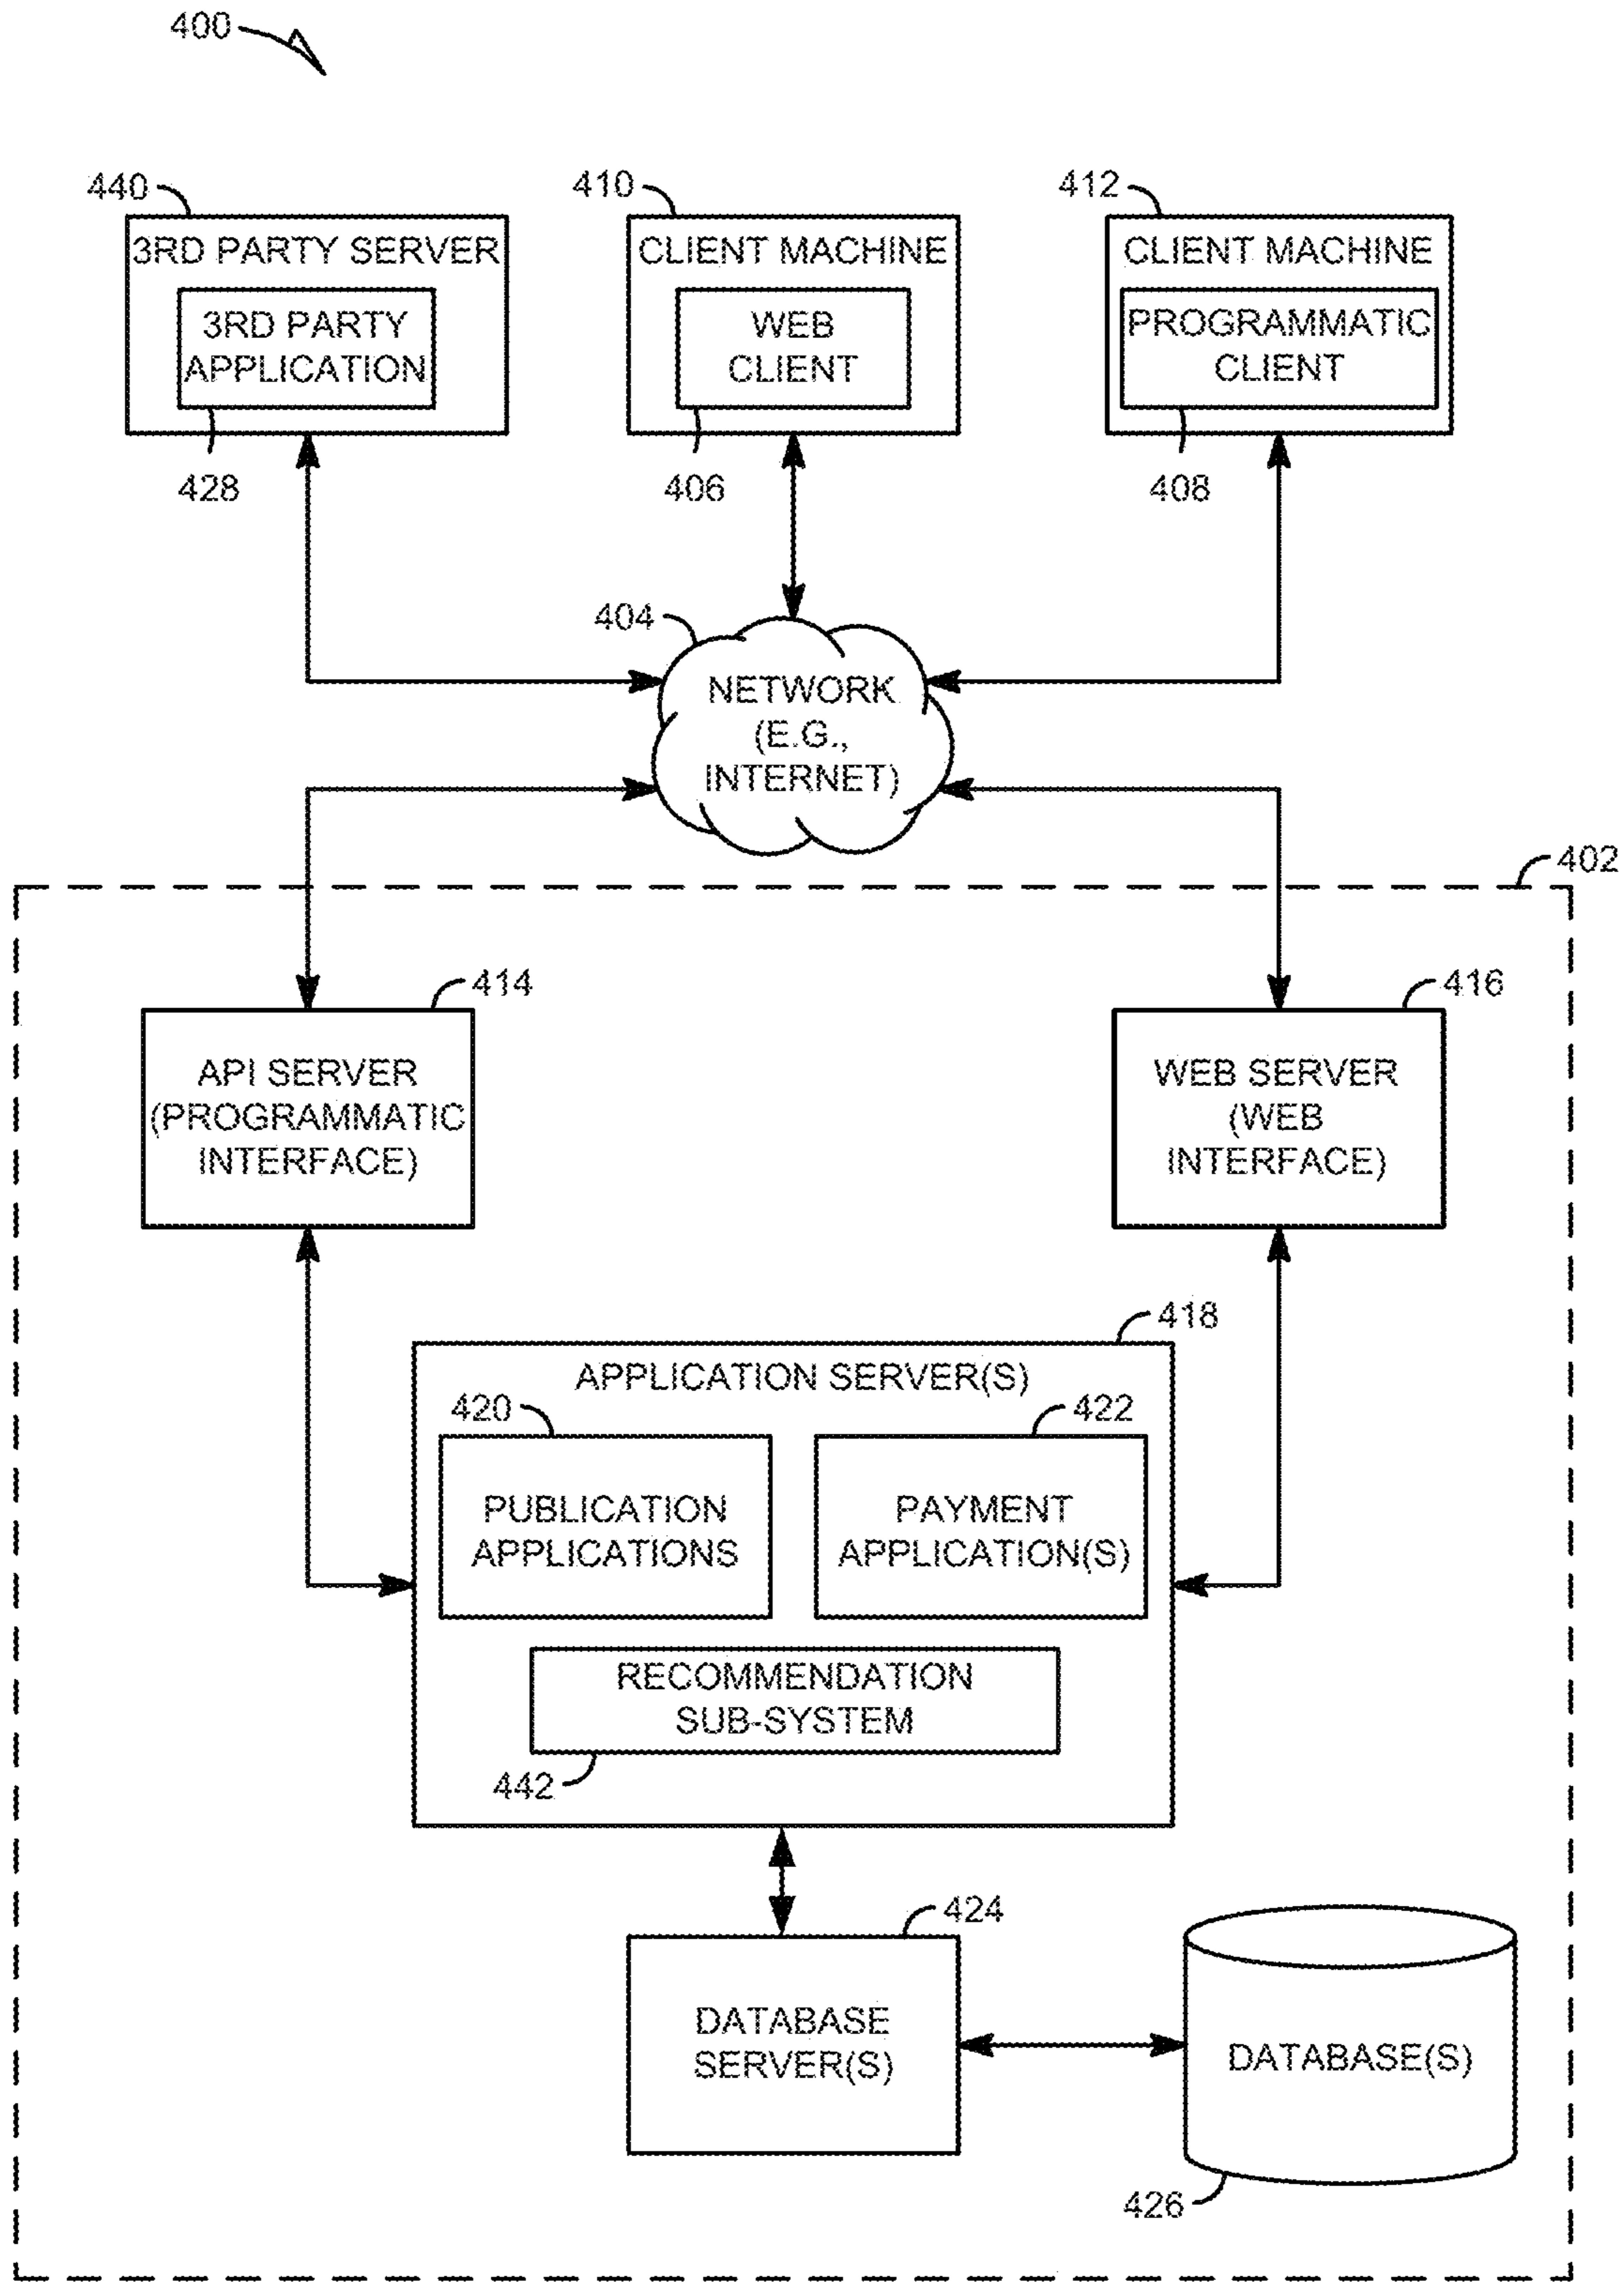 400
440
3RD PARTY SERVER
3RD PARTY
APPLICATION
428
410
CLIENT MACHINE
WEB
CLIENT
406
412
CLIENT MACHINE
PROGRAMMATIC
CLIENT
408
404
NETWORK
(E.G.,
INTERNET)
402
414
API SERVER
(PROGRAMMATIC
INTERFACE)
416
WEB SERVER
(WEB
INTERFACE)
418
APPLICATION SERVER(S)
420
PUBLICATION
APPLICATIONS
422
PAYMENT
APPLICATION(S)
RECOMMENDATION
SUB-SYSTEM
442
424
DATABASE
SERVER(S)
DATABASE(S)
426